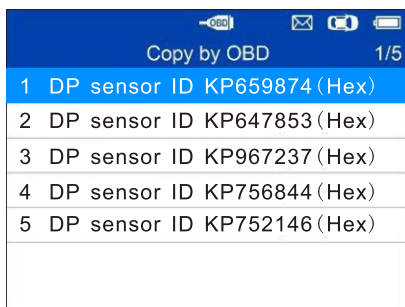 OBD
Copy by OBD 1/5
1 DP sensor ID KP659874(Hex)
2 DP sensor ID KP647853(Hex)
3 DP sensor ID KP967237(Hex)
4 DP sensor ID KP756844(Hex)
5 DP sensor ID KP752146(Hex)